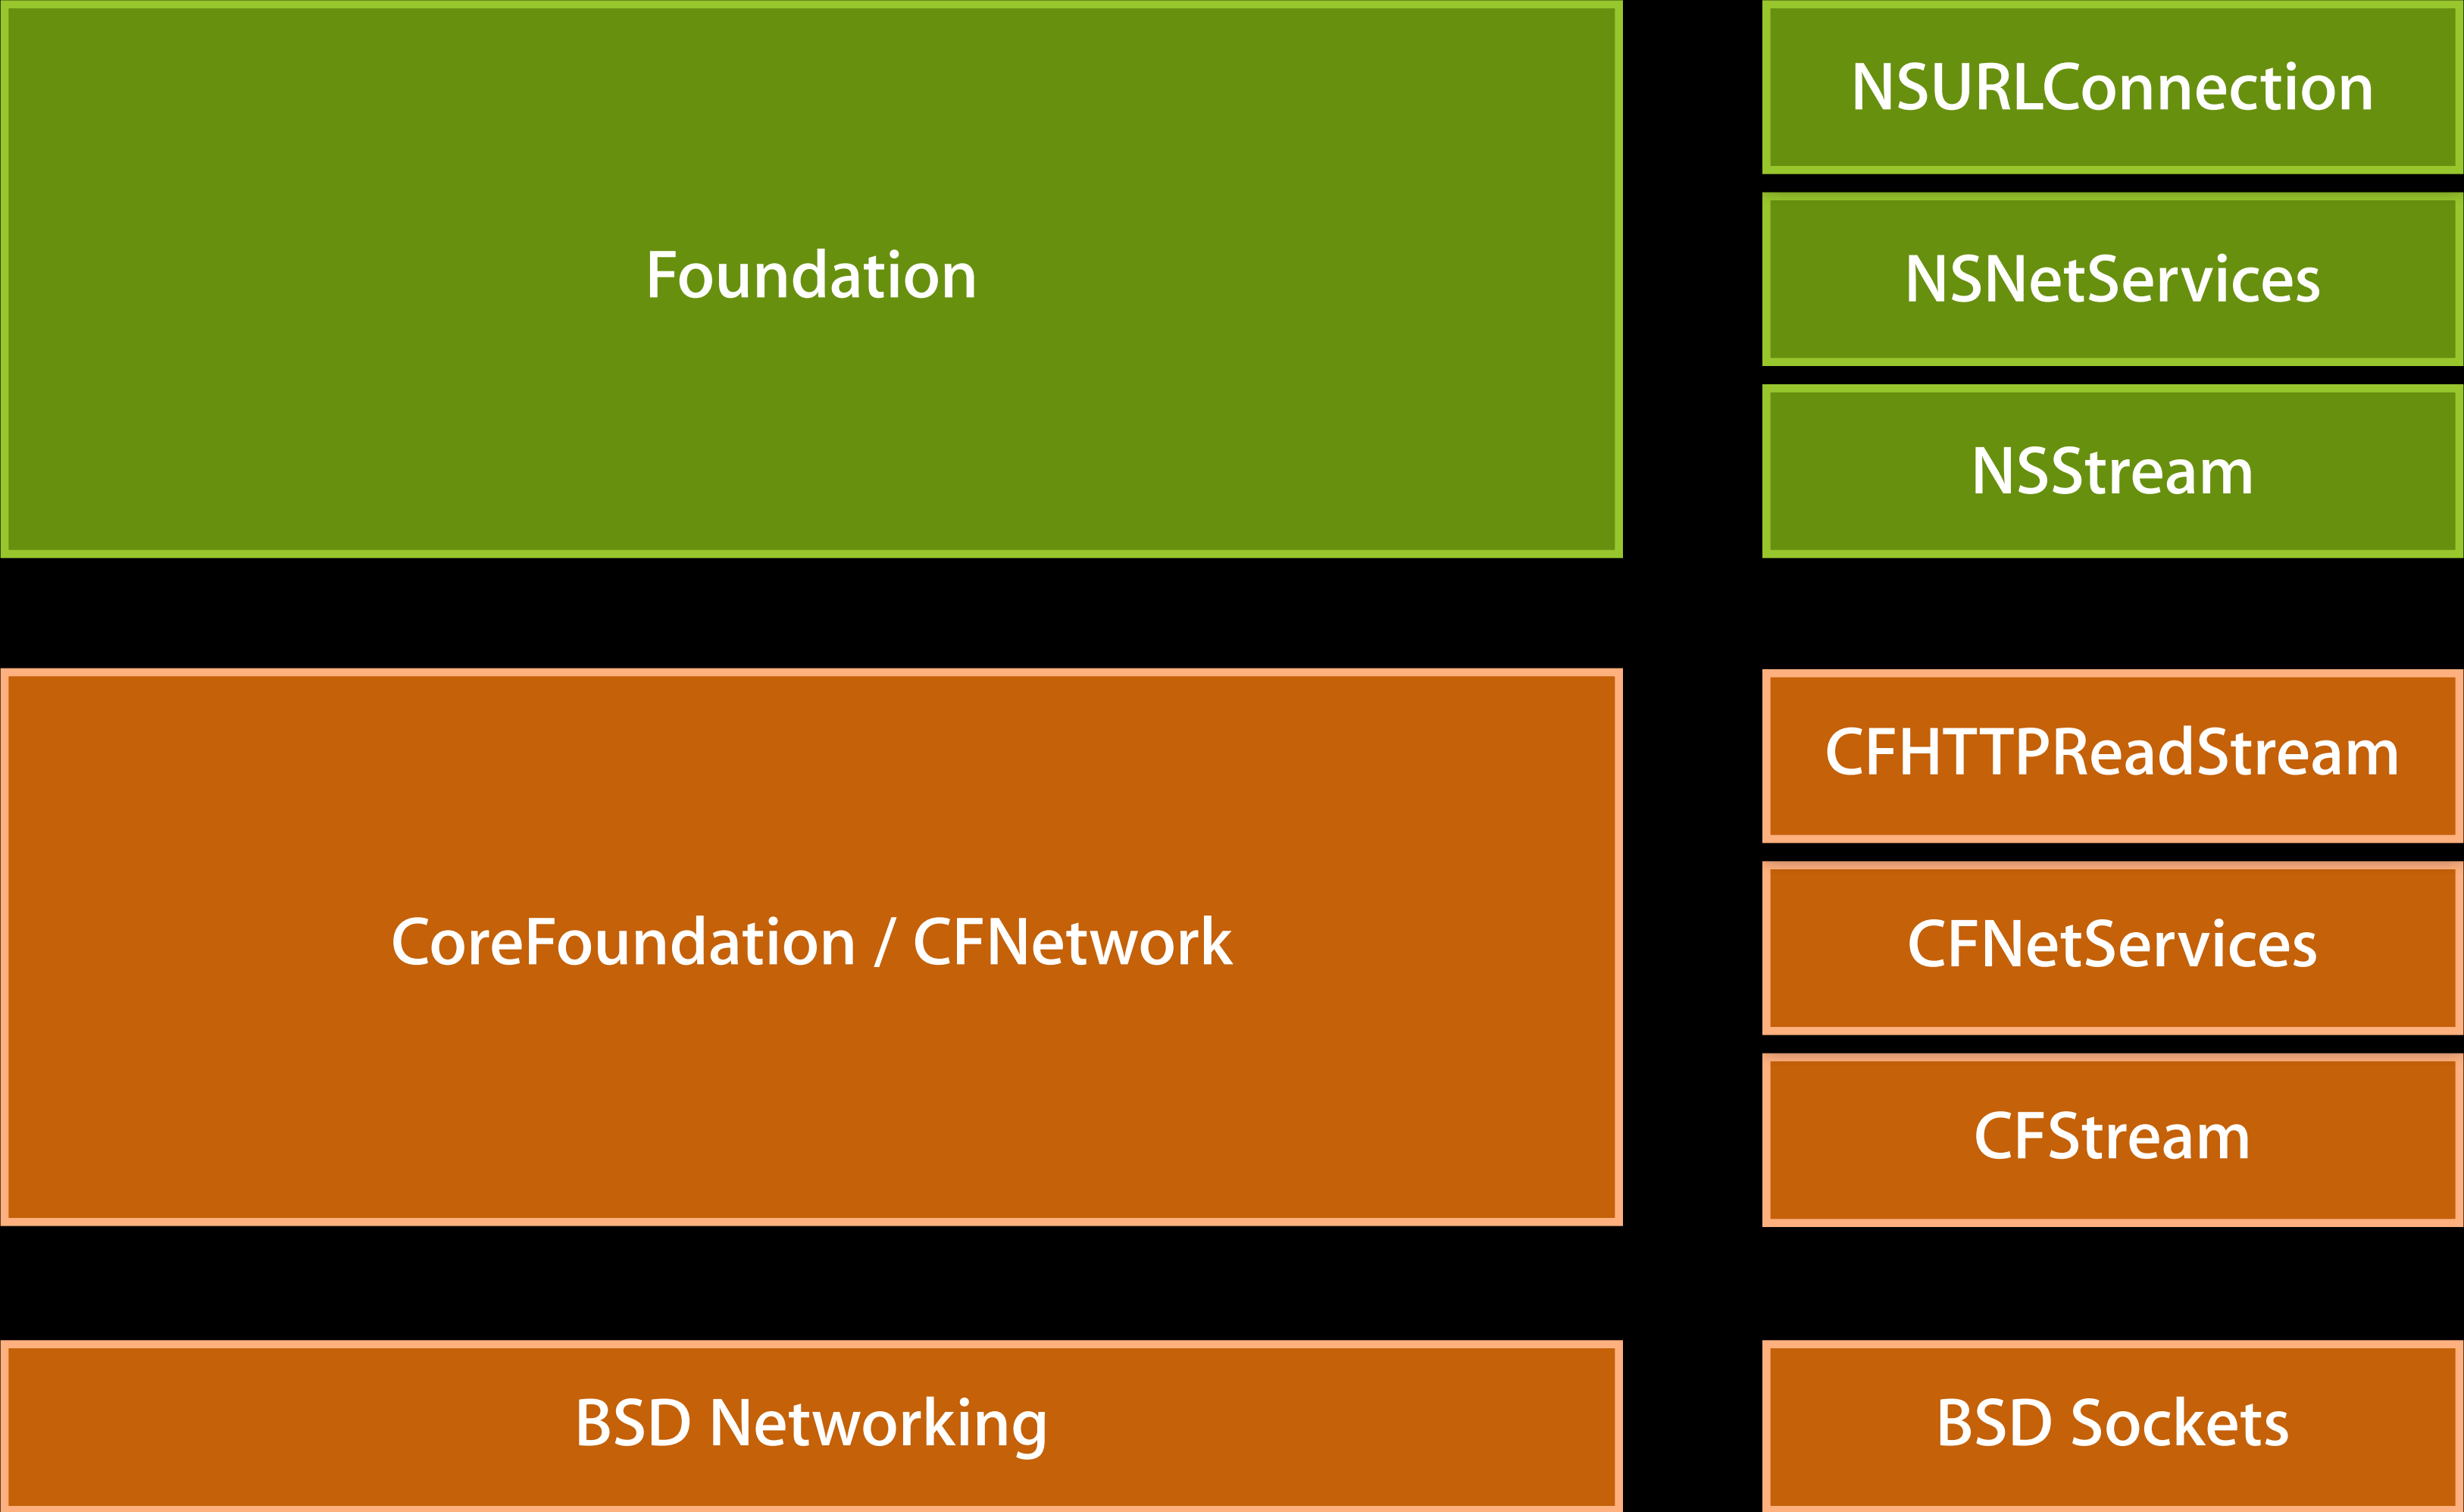 Foundation
NSURLConnection
NSNetServices
NSStream
CoreFoundation / CFNetwork
CFHTTPReadStream
CFNetServices
CFStream
BSD Networking
BSD Sockets